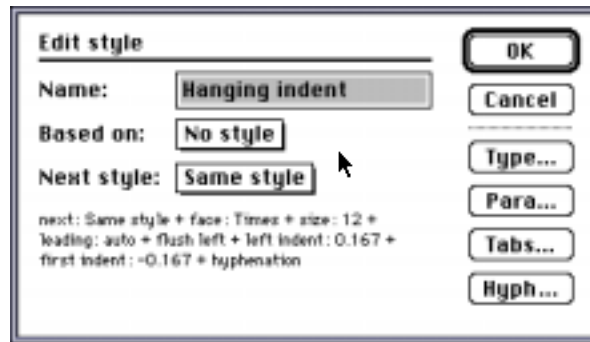 Edit style
OK
Name: Hanging indent
Cancel
Based on: No style
Type...
Next style: Same style
Para...
next: Same style + face: Times + size: 12 +
leading: auto + flush left + left indent: 0.167 +
first indent: -0.167 + hyphenation
Tabs...
Hyph...